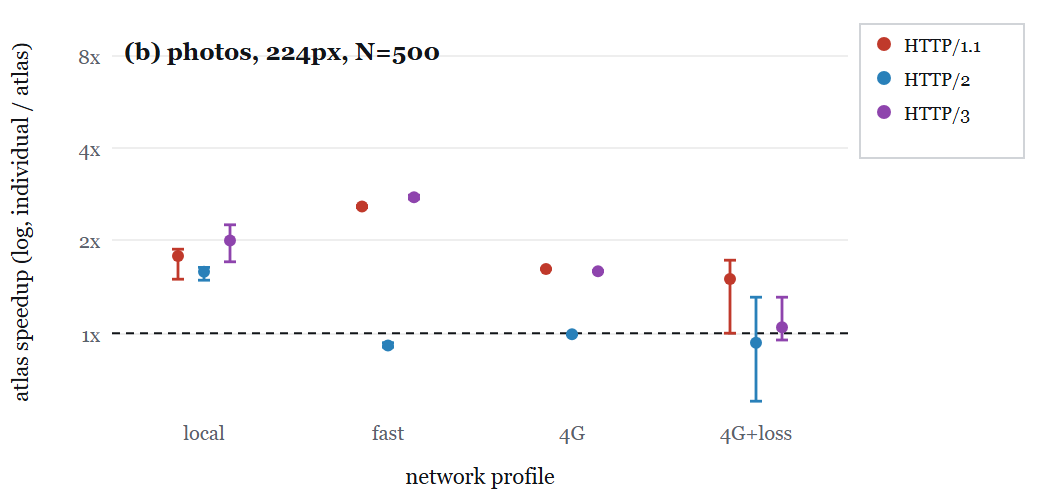 (b) photos, 224px, N=500
atlas speedup (log, individual / atlas)
8x
4x
2x
1x
local
fast
4G
4G+loss
network profile
HTTP/1.1
HTTP/2
HTTP/3